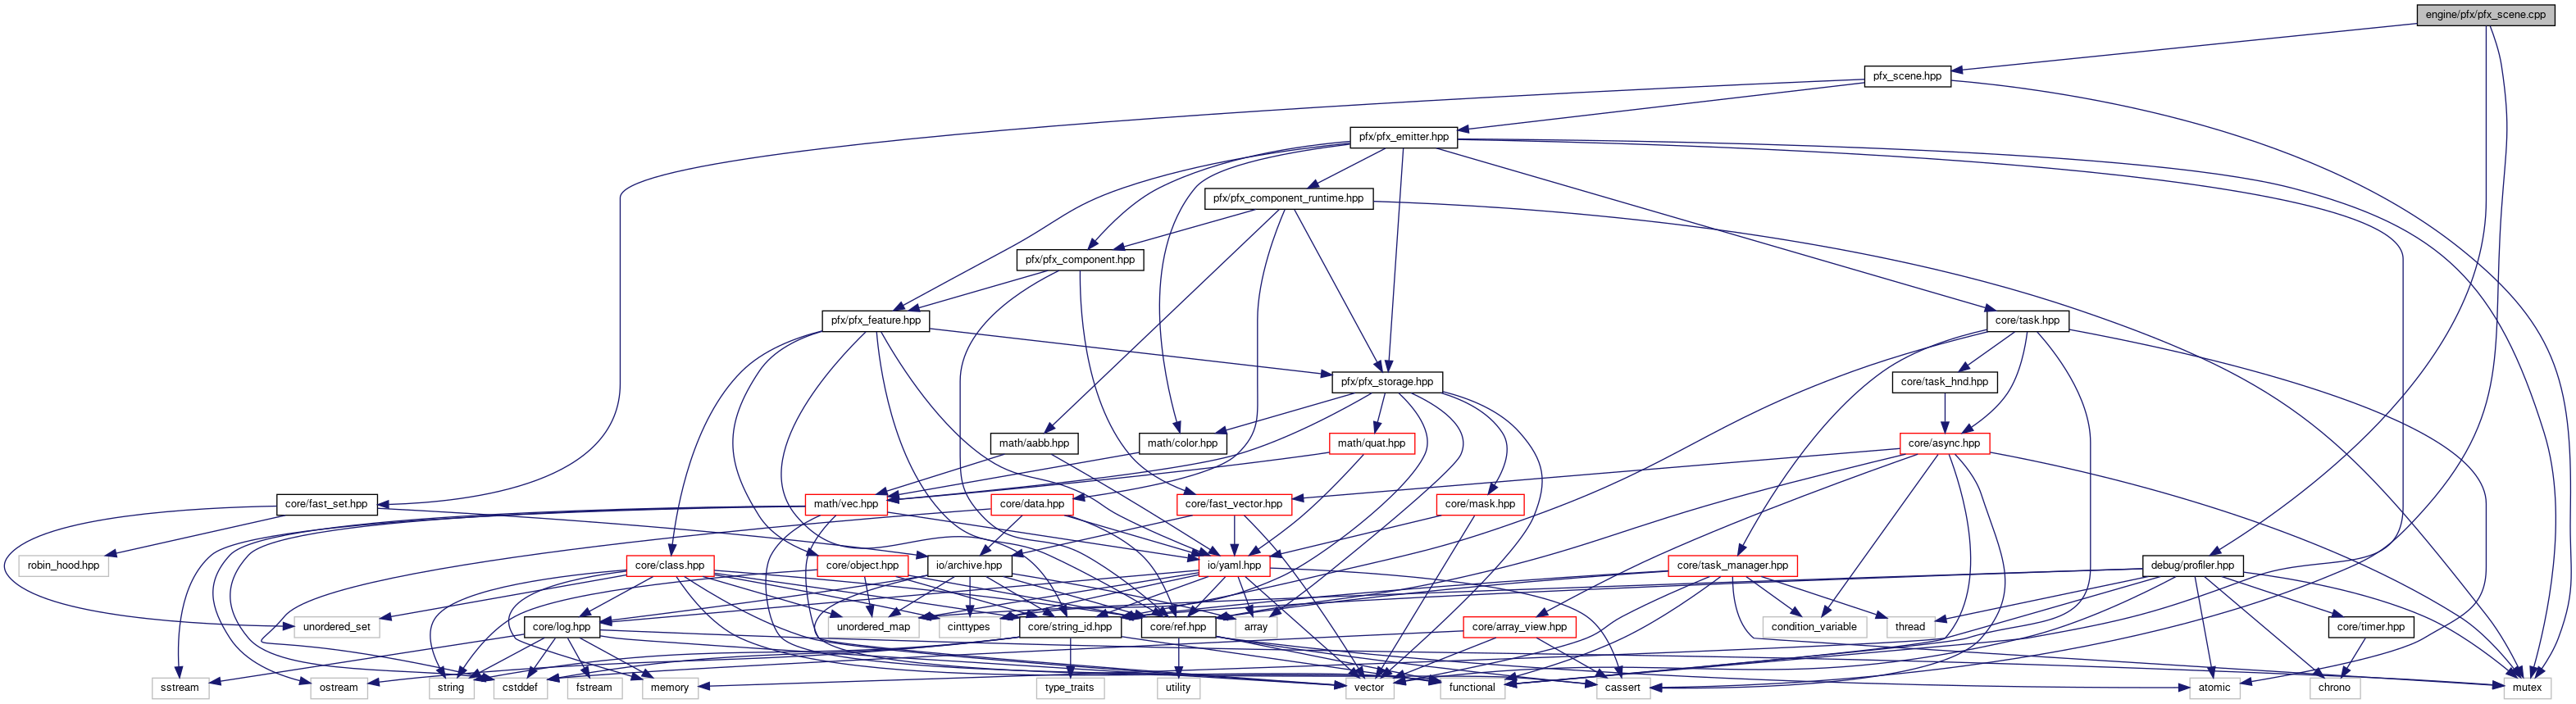 engine/pfx/pfx_scene.cpp
pfx_scene.hpp
pfx/pfx_emitter.hpp
pfx/pfx_component_runtime.hpp
pfx/pfx_component.hpp
pfx/pfx_feature.hpp
core/task.hpp
pfx/pfx_storage.hpp
core/task_hnd.hpp
math/aabb.hpp
math/color.hpp
math/quat.hpp
core/async.hpp
core/fast_set.hpp
math/vec.hpp
core/data.hpp
core/fast_vector.hpp
core/mask.hpp
robin_hood.hpp
core/class.hpp
core/object.hpp
io/archive.hpp
io/yaml.hpp
core/task_manager.hpp
debug/profiler.hpp
unordered_set
core/log.hpp
unordered_map
cinttypes
core/string_id.hpp
core/ref.hpp
array
core/array_view.hpp
condition_variable
thread
core/timer.hpp
sstream
ostream
string
cstddef
fstream
memory
type_traits
utility
vector
functional
cassert
atomic
chrono
mutex